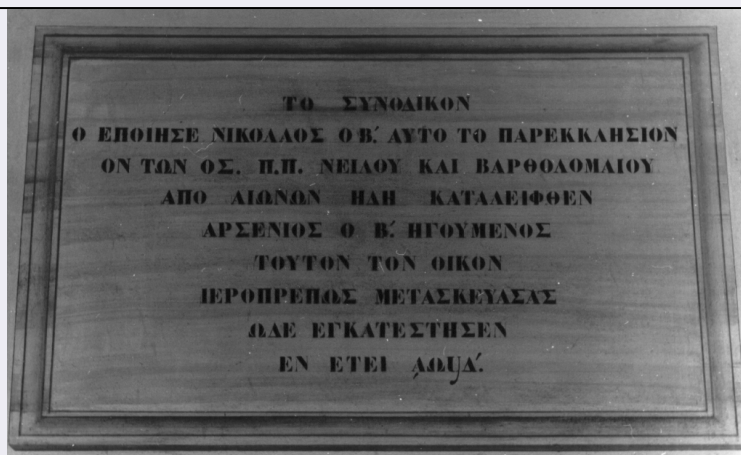 ΤΟ ΣΥΝΟΔΙΚΟΝ
Ο ΕΠΟΙΗΣΕ ΝΙΚΟΛΑΟΣ Ο Β΄. ΑΥΤΟ ΤΟ ΠΑΡΕΚΚΛΗΣΙΟΝ
ΟΝ ΤΩΝ ΟΣ. Π.Π. ΝΕΙΛΟΥ ΚΑΙ ΒΑΡΘΟΛΟΜΑΙΟΥ
ΑΠΟ ΑΙΩΝΩΝ ΗΔΗ ΚΑΤΑΛΕΙΦΘΕΝ
ΑΡΣΕΝΙΟΣ Ο Β΄. ΗΓΟΥΜΕΝΟΣ
ΤΟΥΤΟΝ ΤΟΝ ΟΙΚΟΝ
ΙΕΡΟΠΡΕΠΩΣ ΜΕΤΑΣΚΕΥΑΣΑΣ
ΩΔΕ ΕΓΚΑΤΕΣΤΗΣΕΝ
ΕΝ ΕΤΕΙ ͵ΑΩϤΔ΄.